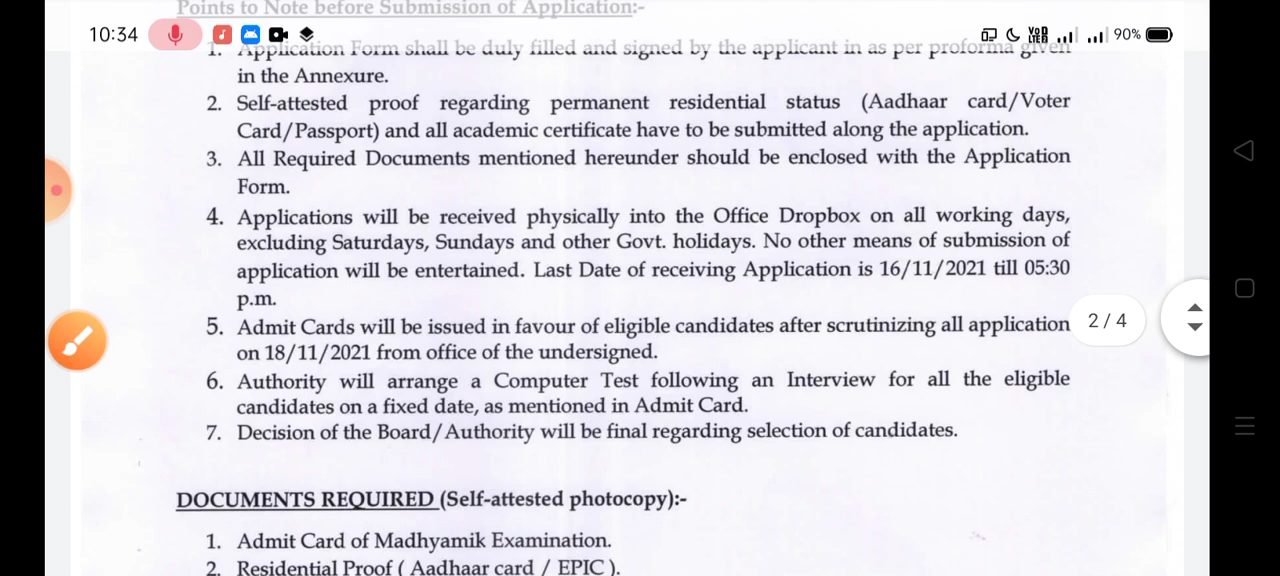 Points to Note before Submission of Application:-
10:34
90%
1. Application Form shall be duly filled and signed by the applicant in as per proforma given
in the Annexure.
2. Self-attested proof regarding permanent residential status (Aadhaar card/Voter
Card/Passport) and all academic certificate have to be submitted along the application.
3. All Required Documents mentioned hereunder should be enclosed with the Application
Form.
4. Applications will be received physically into the Office Dropbox on all working days,
excluding Saturdays, Sundays and other Govt. holidays. No other means of submission of
application will be entertained. Last Date of receiving Application is 16/11/2021 till 05:30
p.m.
2 / 4
5. Admit Cards will be issued in favour of eligible candidates after scrutinizing all application
on 18/11/2021 from office of the undersigned.
6. Authority will arrange a Computer Test following an Interview for all the eligible
candidates on a fixed date, as mentioned in Admit Card.
7. Decision of the Board/Authority will be final regarding selection of candidates.
DOCUMENTS REQUIRED (Self-attested photocopy):-
1. Admit Card of Madhyamik Examination.
2. Residential Proof ( Aadhaar card / EPIC ).